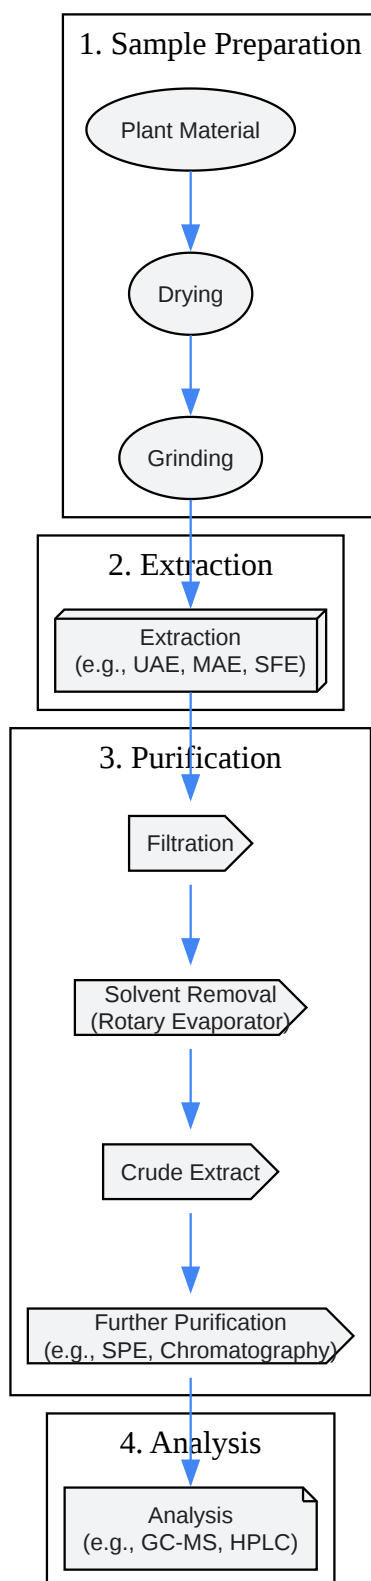 1. Sample Preparation
Plant Material
Drying
Grinding
2. Extraction
Extraction
(e.g., UAE, MAE, SFE)
3. Purification
Filtration
Solvent Removal
(Rotary Evaporator)
Crude Extract
Further Purification
(e.g., SPE, Chromatography)
4. Analysis
Analysis
(e.g., GC-MS, HPLC)